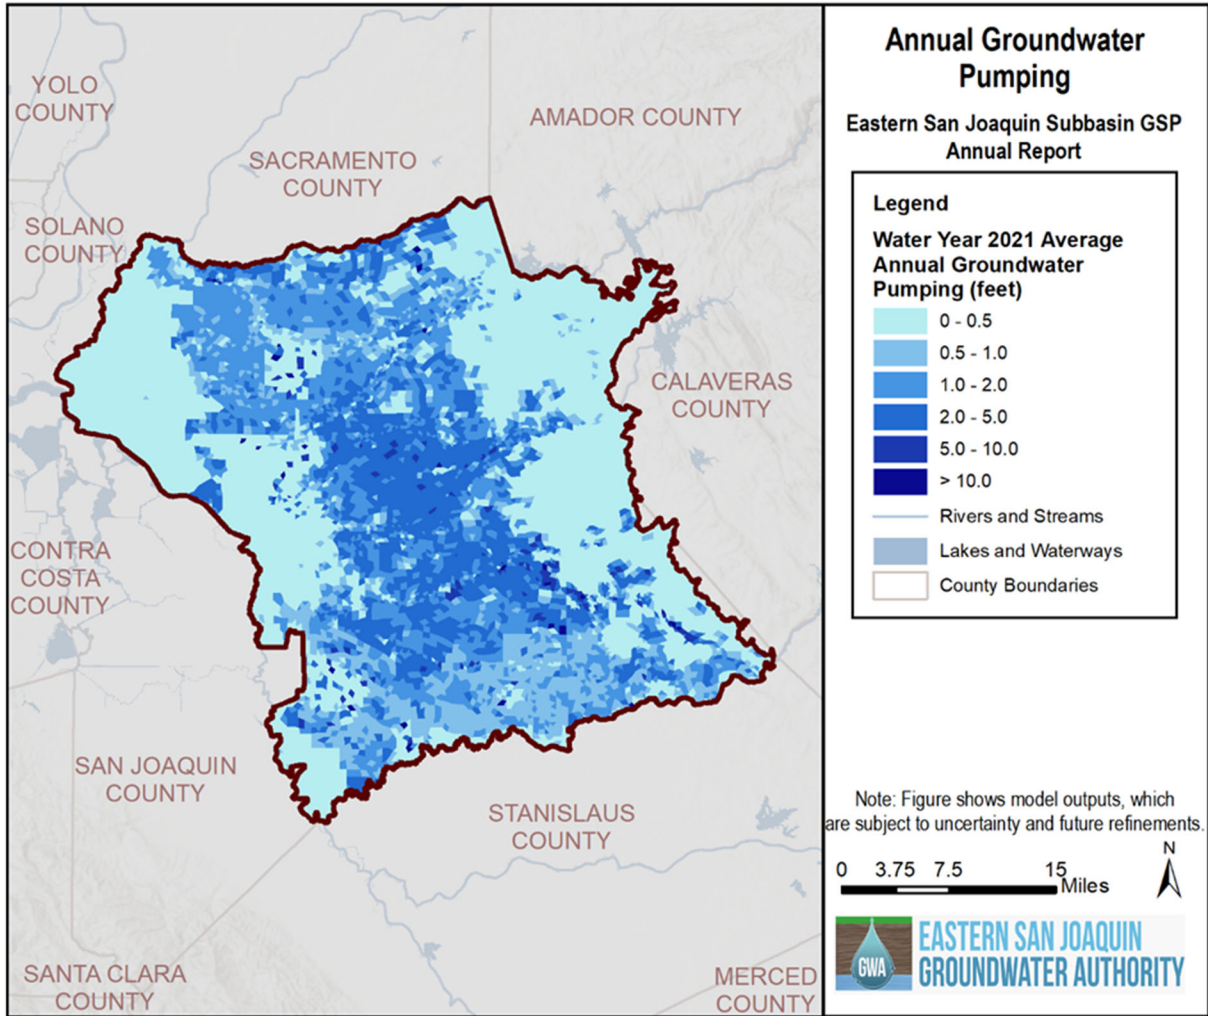 YOLO
COUNTY
AMADOR COUNTY
SACRAMENTO
COUNTY
SOLANO
COUNTY
CALAVERAS
COUNTY
CONTRA
COSTA
COUNTY
SAN JOAQUIN
COUNTY
STANISLAUS
COUNTY
SANTA CLARA
COUNTY
MERCED
COUNTY
Annual Groundwater
Pumping
Eastern San Joaquin Subbasin GSP
Annual Report
Legend
Water Year 2021 Average
Annual Groundwater
Pumping (feet)
0 - 0.5
0.5 - 1.0
1.0 - 2.0
2.0 - 5.0
5.0 - 10.0
> 10.0
Rivers and Streams
Lakes and Waterways
County Boundaries
Note: Figure shows model outputs, which
are subject to uncertainty and future refinements.
N
0 3.75 7.5 15
Miles
GWA
EASTERN SAN JOAQUIN
GROUNDWATER AUTHORITY